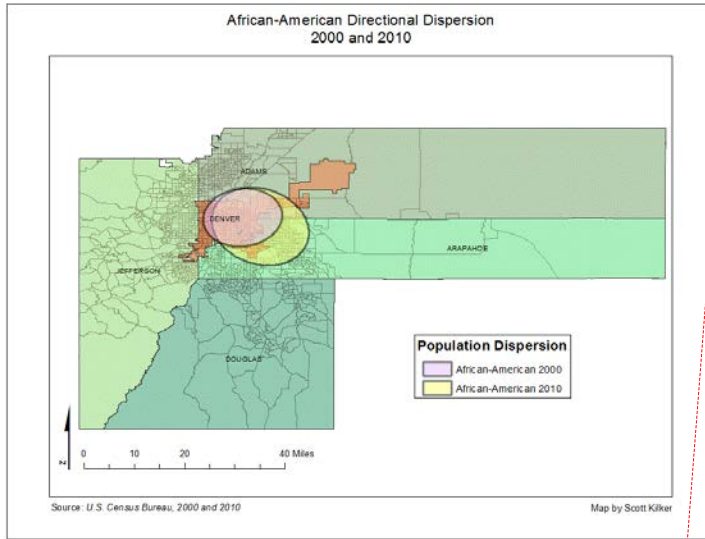 African-American Directional Dispersion
2000 and 2010
ADAMS
DENVER
ARAPAHOE
JEFFERSON
DOUGLAS
Population Dispersion
African-American 2000
African-American 2010
N
0 10 20 40 Miles
Source: U.S. Census Bureau, 2000 and 2010
Map by Scott Kilker